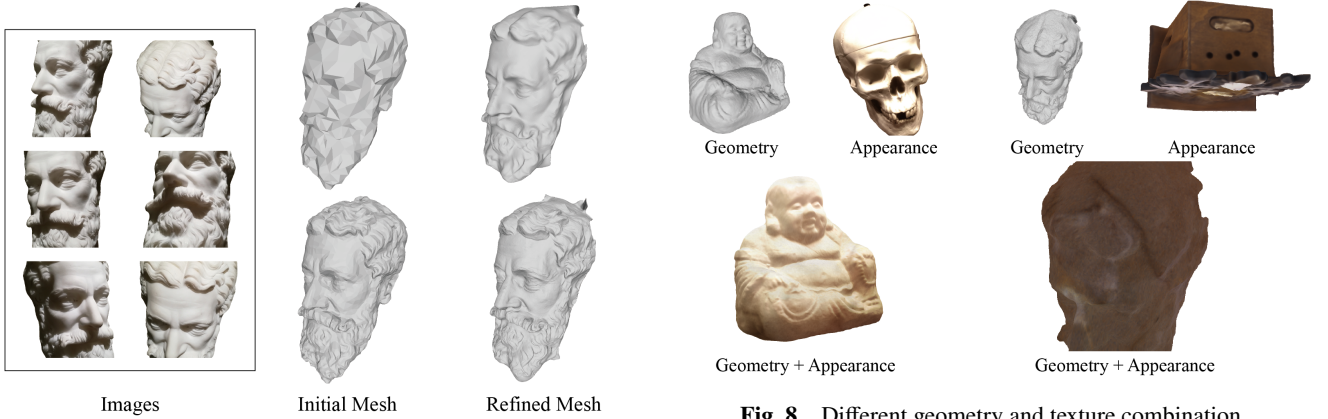 Images
Initial Mesh
Refined Mesh
Geometry
Appearance
Geometry
Appearance
Geometry + Appearance
Geometry + Appearance
Fig. 8 Different geometry and texture combination